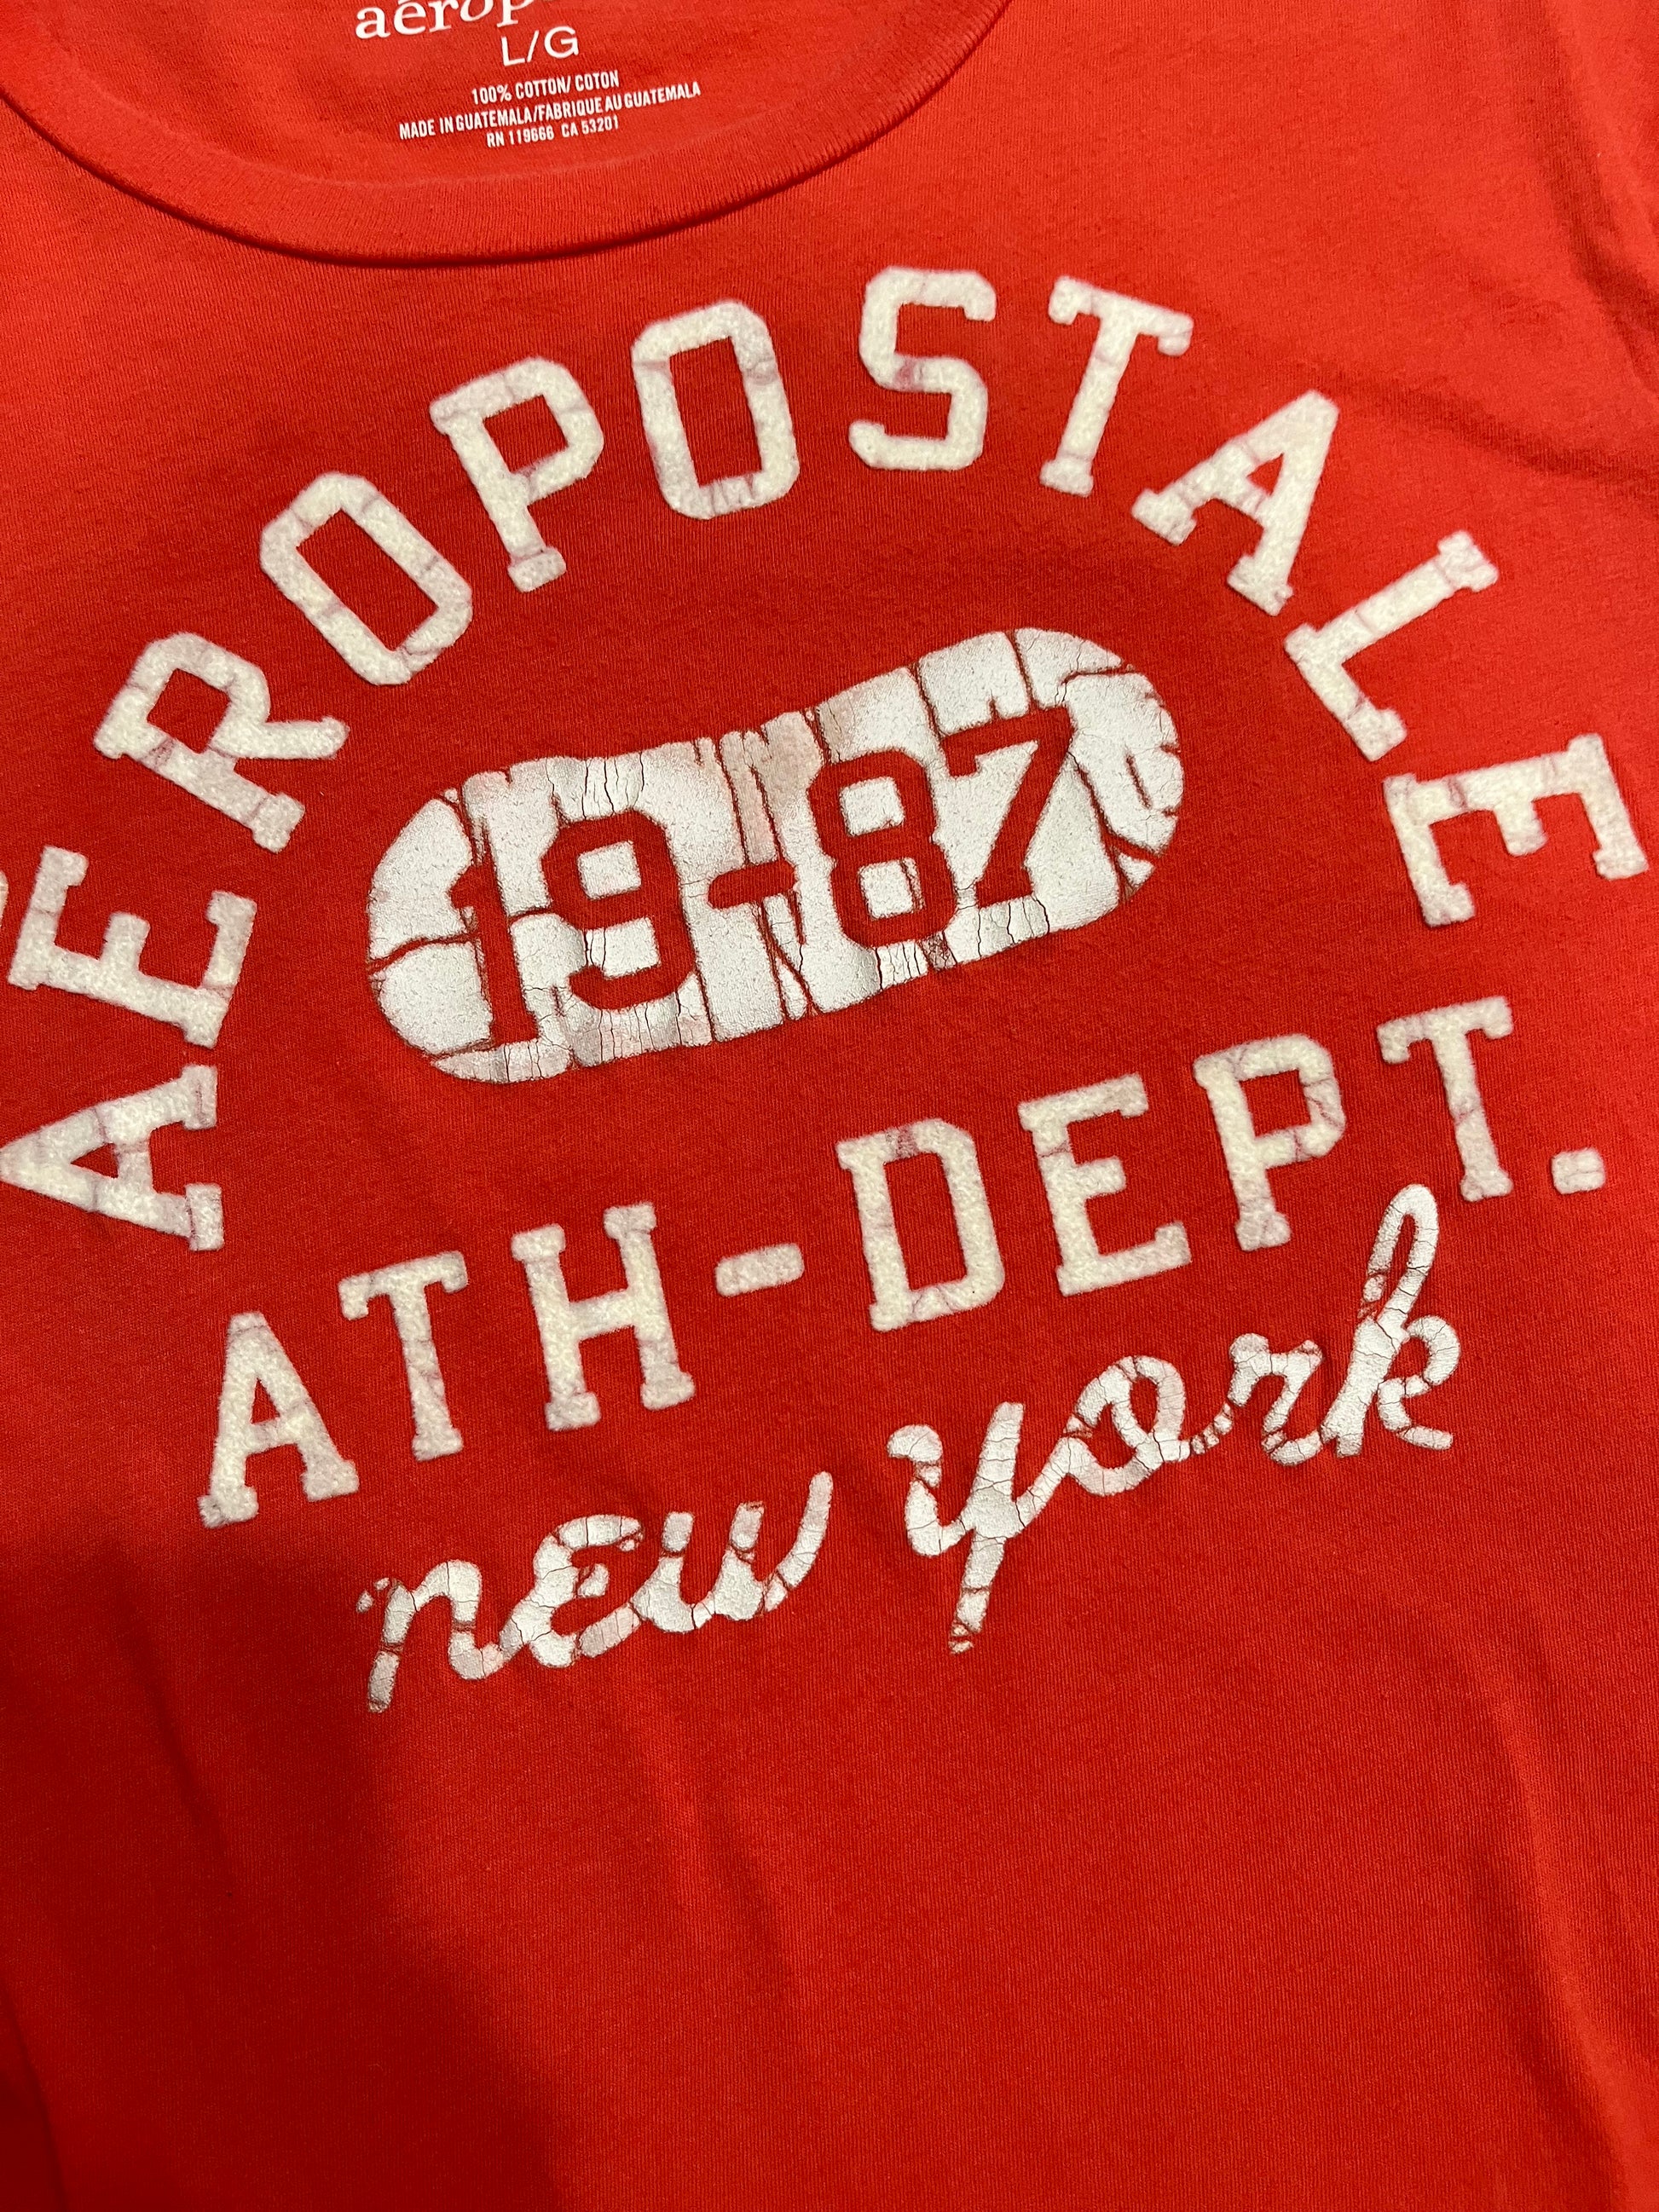 L/G
100% COTTON/ COTON
MADE IN GUATEMALA/FABRIQUE AU GUATEMALA
RN 119666 CA 53201
AEROPOSTALE
19-87
ATH-DEPT.
new york